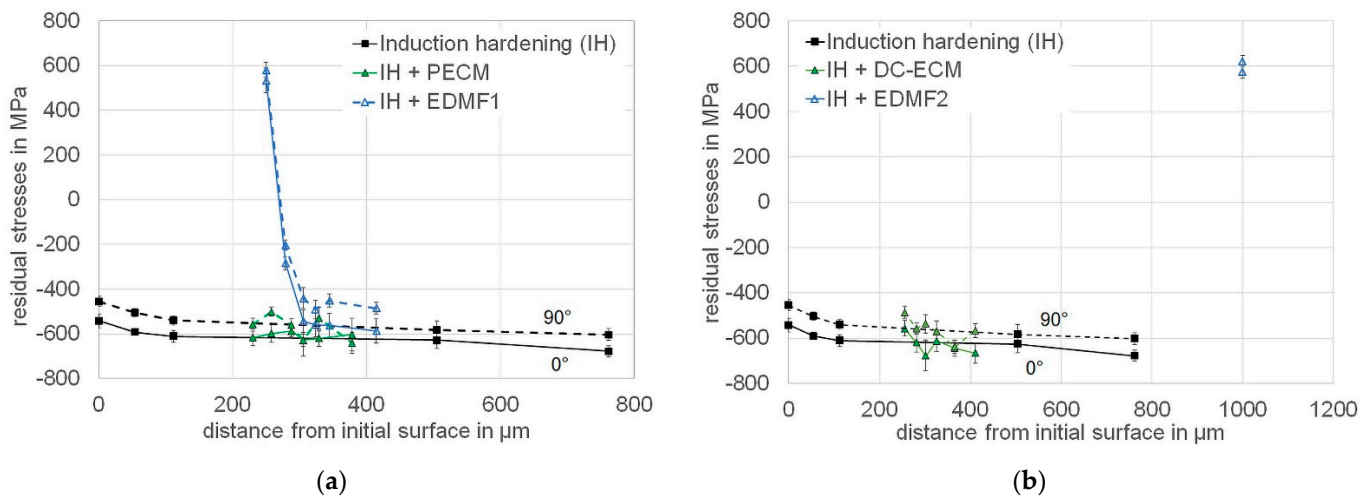 800
600
400
200
0
-200
-400
-600
-800
residual stresses in MPa
Induction hardening (IH)
IH + PECM
IH + EDMF1
90°
0°
0 200 400 600 800
distance from initial surface in µm
(a)
800
600
400
200
0
-200
-400
-600
-800
residual stresses in MPa
Induction hardening (IH)
IH + DC-ECM
IH + EDMF2
90°
0°
0 200 400 600 800 1000 1200
distance from initial surface in µm
(b)